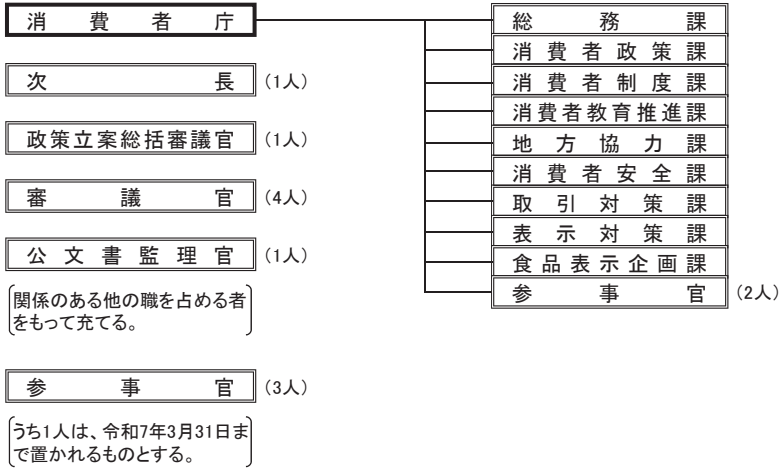 消費者庁
次長 (1人)
政策立案総括審議官 (1人)
審議官 (4人)
公文書監理官 (1人)
関係のある他の職を占める者
をもって充てる。
参事官 (3人)
うち1人は、令和7年3月31日ま
で置かれるものとする。
総務課
消費者政策課
消費者制度課
消費者教育推進課
地方協力課
消費者安全課
取引対策課
表示対策課
食品表示企画課
参事官 (2人)